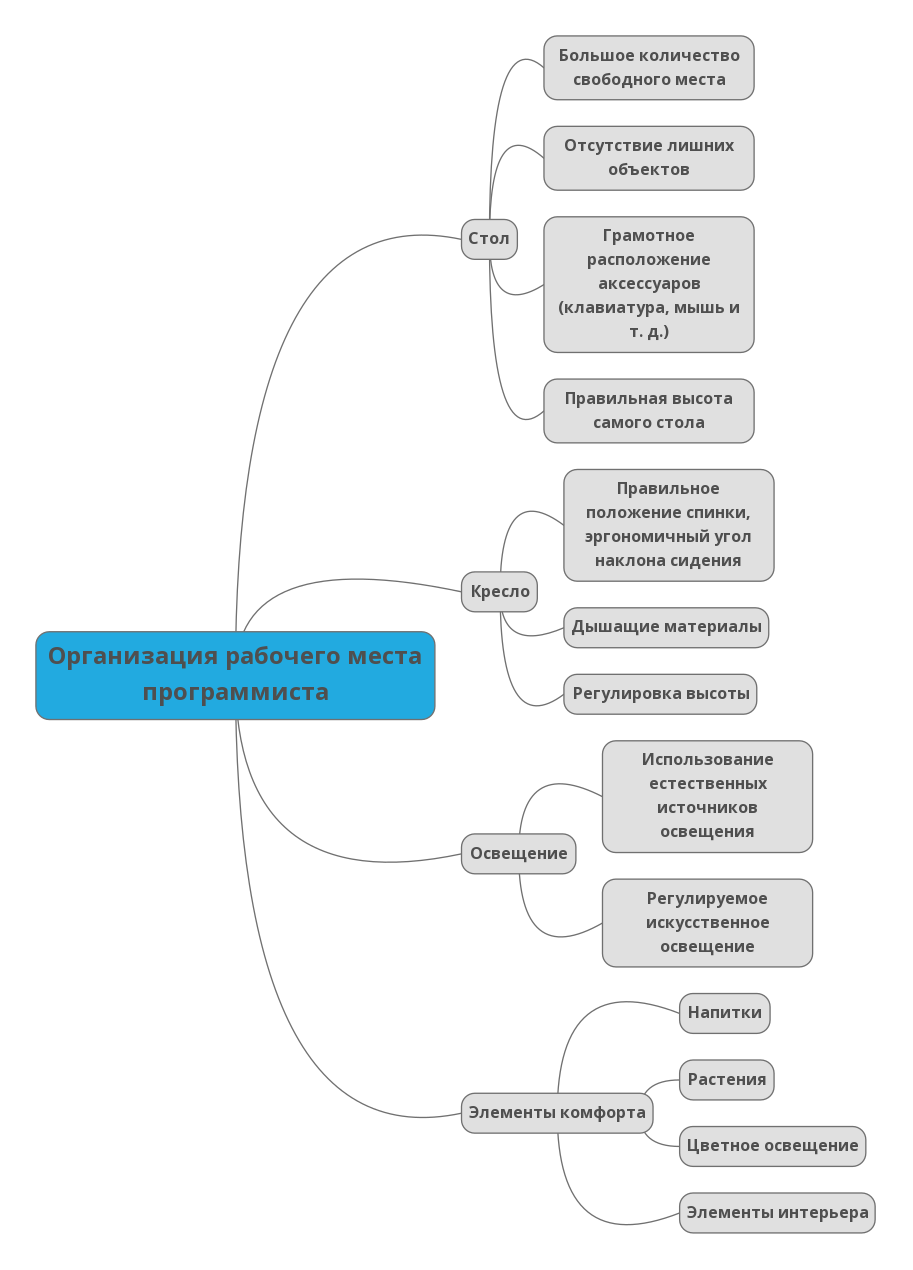 Большое количество
свободного места
Отсутствие лишних
объектов
Грамотное
расположение
аксессуаров
(клавиатура, мышь и
т. д.)
Стол
Правильная высота
самого стола
Правильное
положение спинки,
эргономичный угол
наклона сидения
Кресло
Дышащие материалы
Регулировка высоты
Организация рабочего места
программиста
Использование
естественных
источников
освещения
Освещение
Регулируемое
искусственное
освещение
Напитки
Растения
Элементы комфорта
Цветное освещение
Элементы интерьера